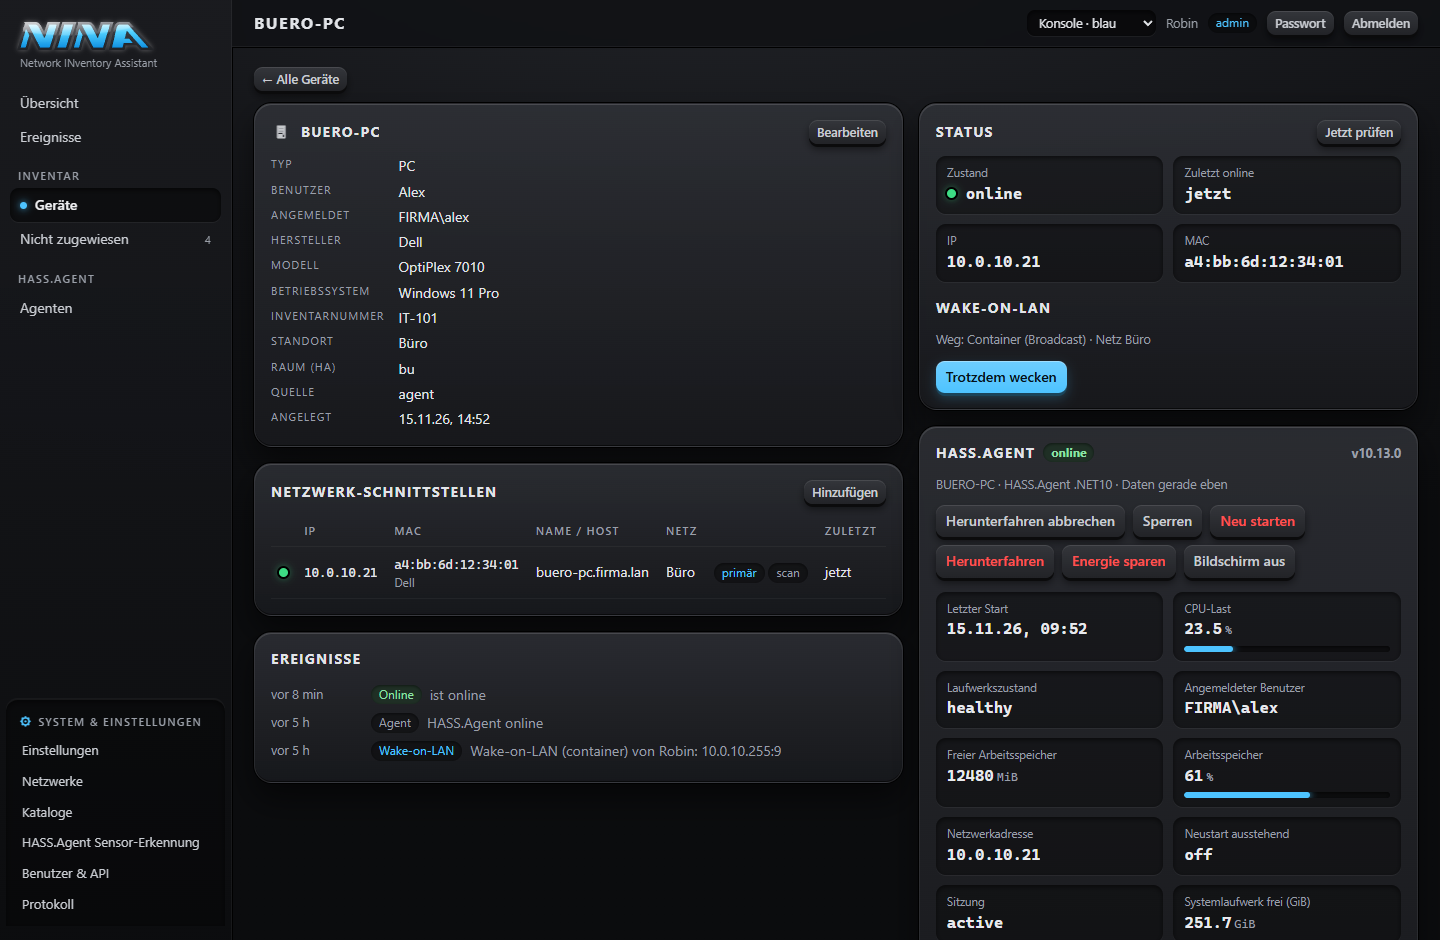 NINA
Network INventory Assistant
Übersicht
Ereignisse
INVENTAR
Geräte
Nicht zugewiesen 4
HASS.AGENT
Agenten
SYSTEM & EINSTELLUNGEN
Einstellungen
Netzwerke
Kataloge
HASS.Agent Sensor-Erkennung
Benutzer & API
Protokoll
BUERO-PC
Konsole · blau Robin admin Passwort Abmelden
← Alle Geräte
BUERO-PC Bearbeiten
TYP PC
BENUTZER Alex
ANGEMELDET FIRMA\alex
HERSTELLER Dell
MODELL OptiPlex 7010
BETRIEBSSYSTEM Windows 11 Pro
INVENTARNUMMER IT-101
STANDORT Büro
RAUM (HA) bu
QUELLE agent
ANGELEGT 15.11.26, 14:52
NETZWERK-SCHNITTSTELLEN Hinzufügen
IP MAC NAME / HOST NETZ ZULETZT
10.0.10.21 a4:bb:6d:12:34:01 buero-pc.firma.lan Büro primär scan jetzt
Dell
EREIGNISSE
vor 8 min Online ist online
vor 5 h Agent HASS.Agent online
vor 5 h Wake-on-LAN Wake-on-LAN (container) von Robin: 10.0.10.255:9
STATUS Jetzt prüfen
Zustand
online
Zuletzt online
jetzt
IP
10.0.10.21
MAC
a4:bb:6d:12:34:01
WAKE-ON-LAN
Weg: Container (Broadcast) · Netz Büro
Trotzdem wecken
HASS.AGENT online v10.13.0
BUERO-PC · HASS.Agent .NET10 · Daten gerade eben
Herunterfahren abbrechen Sperren Neu starten
Herunterfahren Energie sparen Bildschirm aus
Letzter Start
15.11.26, 09:52
CPU-Last
23.5 %
Laufwerkszustand
healthy
Angemeldeter Benutzer
FIRMA\alex
Freier Arbeitsspeicher
12480 MiB
Arbeitsspeicher
61 %
Netzwerkadresse
10.0.10.21
Neustart ausstehend
off
Sitzung
active
Systemlaufwerk frei (GiB)
251.7 GiB